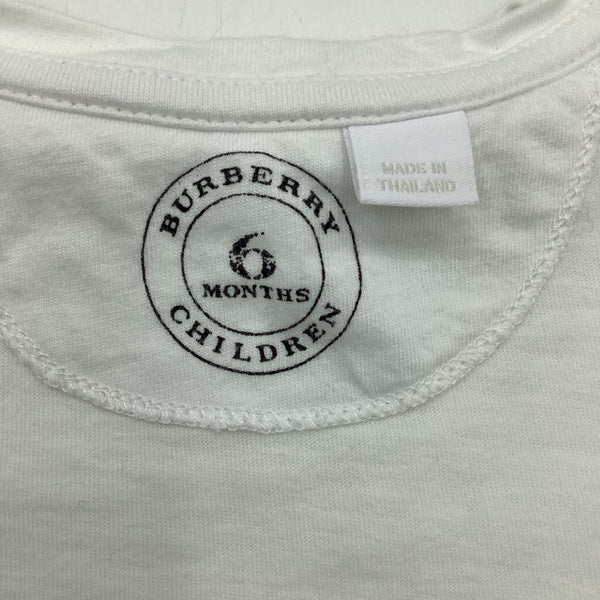 BURBERRY
6
MONTHS
CHILDREN
MADE IN
THAILAND